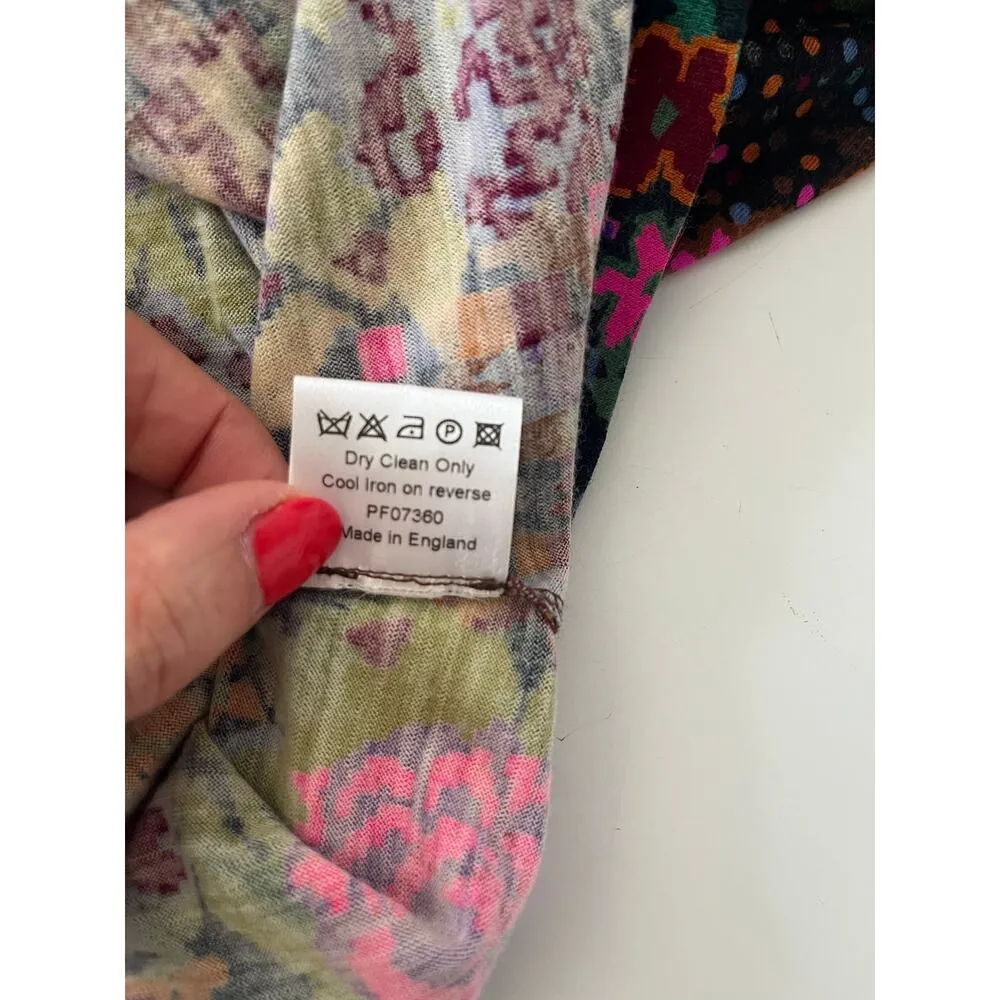 P
Dry Clean Only
Cool Iron on reverse
PF07360
Made in England